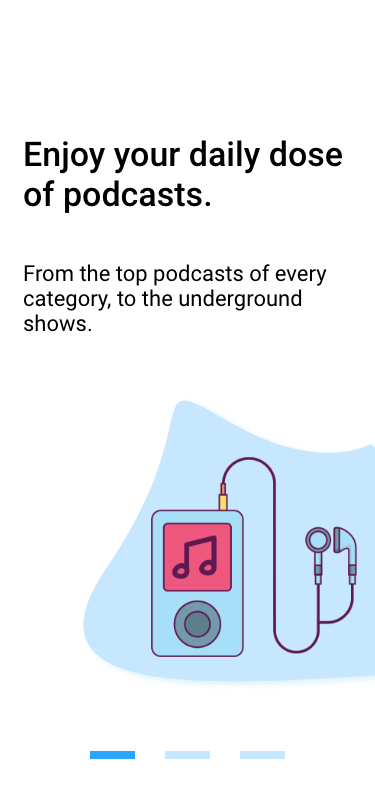 Enjoy your daily dose
of podcasts.
From the top podcasts of every
category, to the underground
shows.